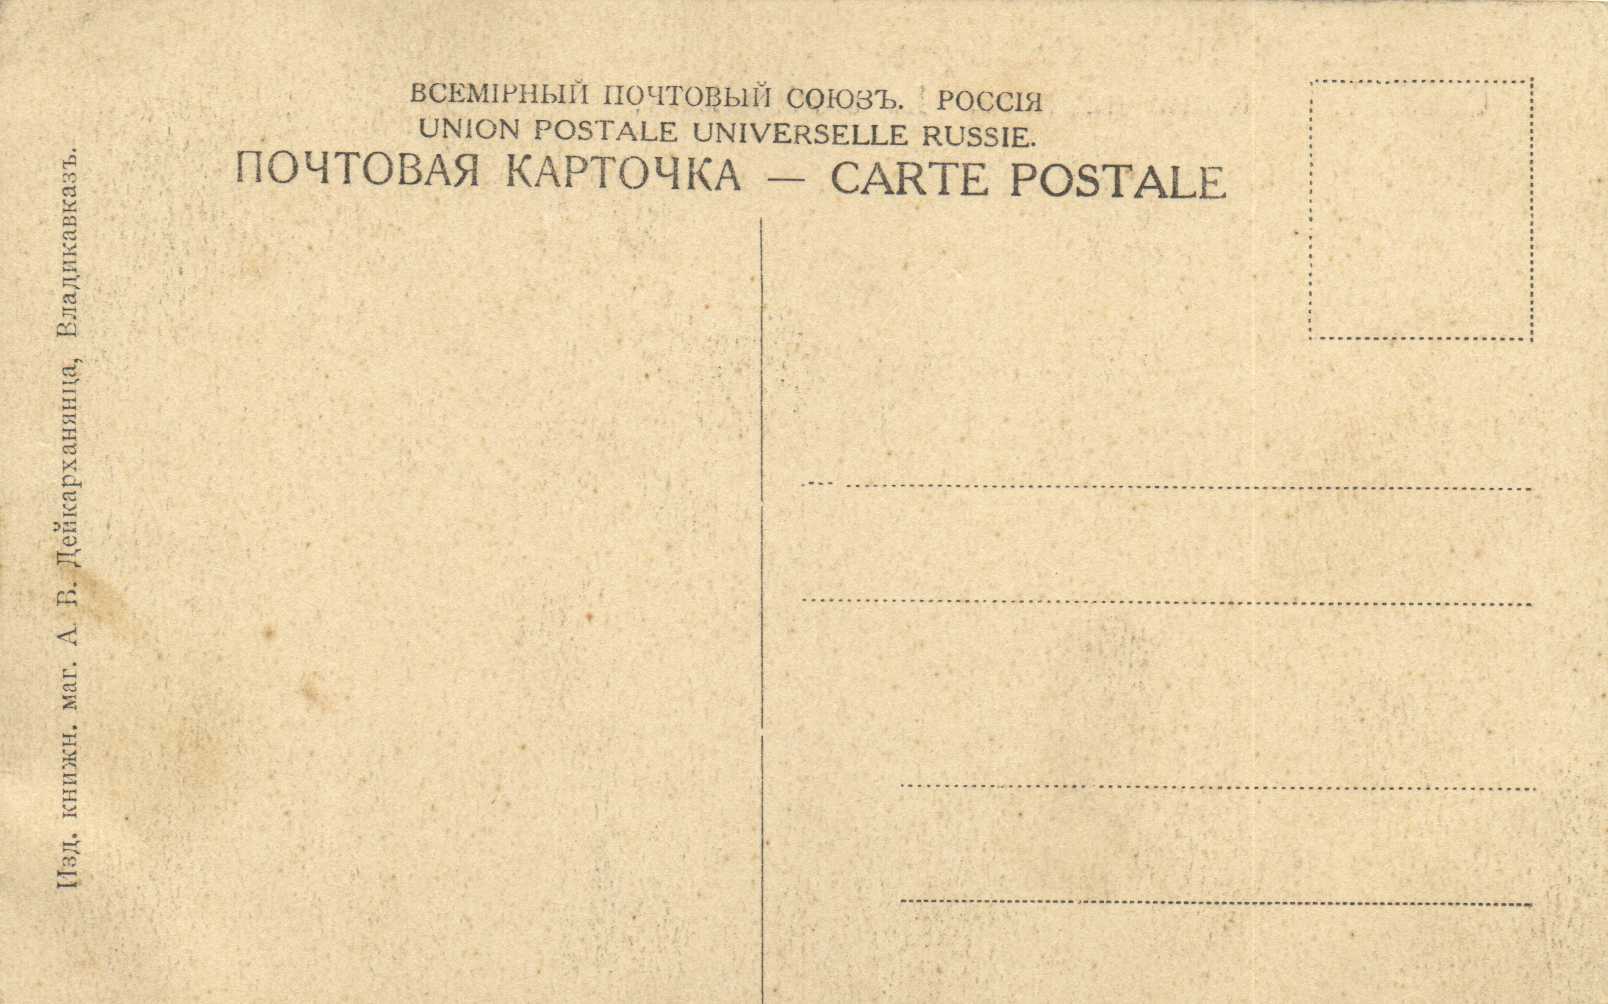 ВСЕМІРНЫЙ ПОЧТОВЫЙ СОЮЗЪ. РОССІЯ
UNION POSTALE UNIVERSELLE RUSSIE.
ПОЧТОВАЯ КАРТОЧКА — CARTE POSTALE
Изд. книжн. маг. А. В. Дейкарханянца, Владикавказъ.